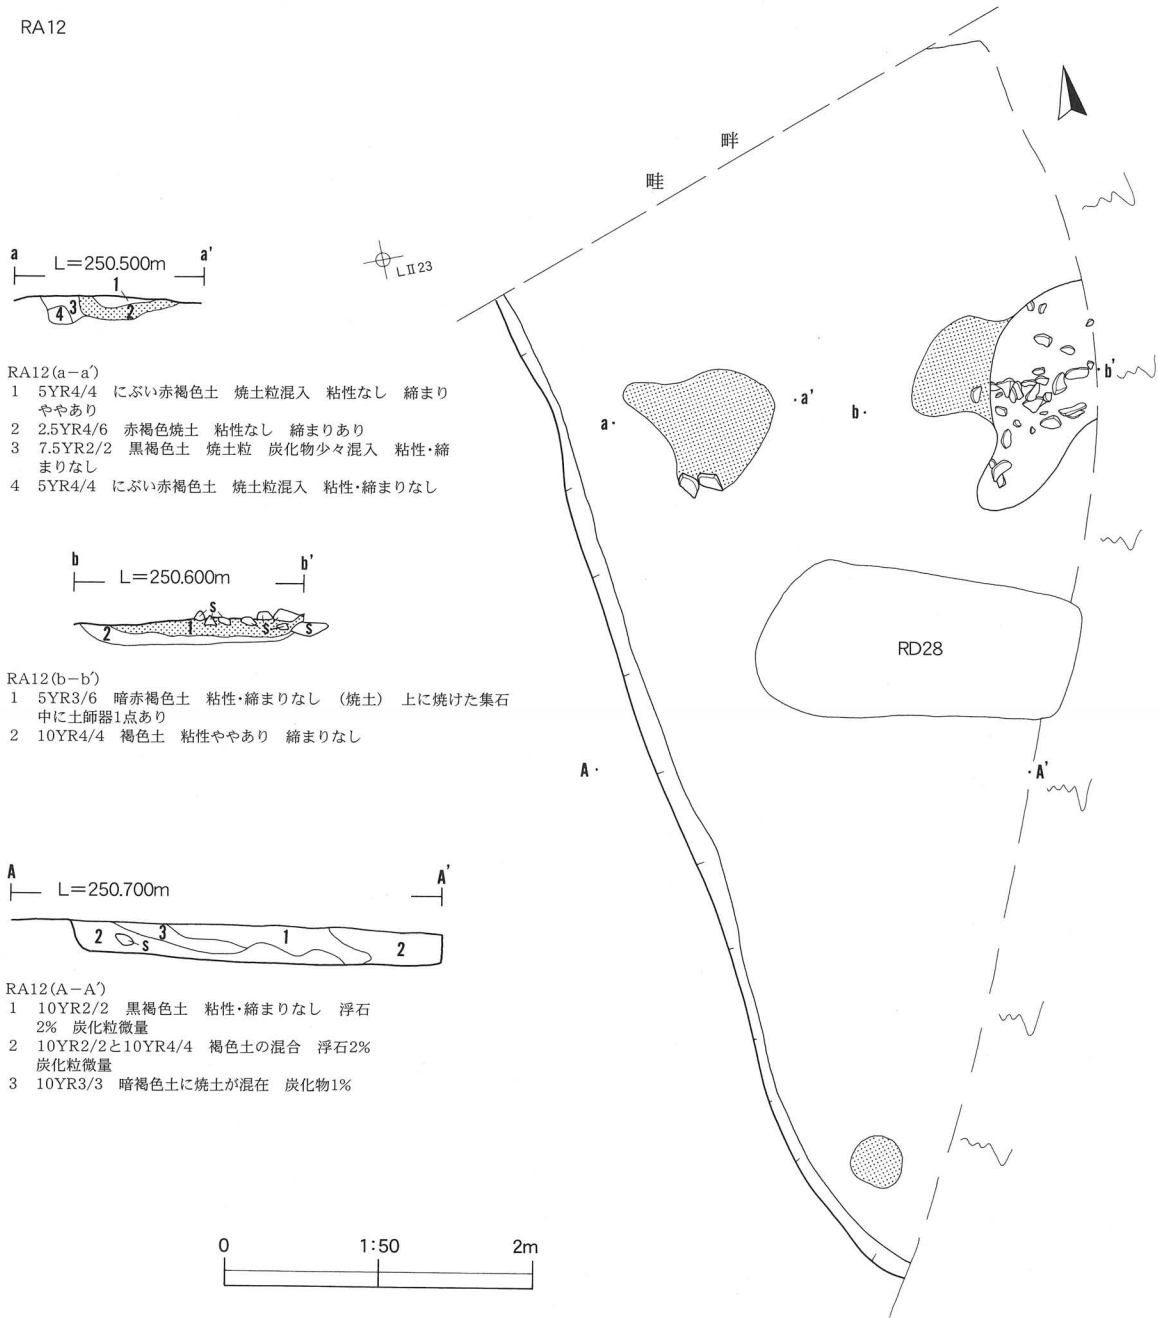 RA12
畔
畦
LⅡ23
a a'
L=250.500m
1
2
3
4
RA12(a-a')
1 5YR4/4 にぶい赤褐色土 焼土粒混入 粘性なし 締まり
ややあり
2 2.5YR4/6 赤褐色焼土 粘性なし 締まりあり
3 7.5YR2/2 黒褐色土 焼土粒 炭化物少々混入 粘性・締
まりなし
4 5YR4/4 にぶい赤褐色土 焼土粒混入 粘性・締まりなし
a・ ・a' b・ ・b'
b b'
L=250.600m
s
2 1 s s
RA12(b-b')
1 5YR3/6 暗赤褐色土 粘性・締まりなし (焼土) 上に焼けた集石
中に土師器1点あり
2 10YR4/4 褐色土 粘性ややあり 締まりなし
RD28
A・ ・A'
A A'
L=250.700m
2 s 3 1 2
RA12(A-A')
1 10YR2/2 黒褐色土 粘性・締まりなし 浮石
2% 炭化粒微量
2 10YR2/2と10YR4/4 褐色土の混合 浮石2%
炭化粒微量
3 10YR3/3 暗褐色土に焼土が混在 炭化物1%
0 1:50 2m